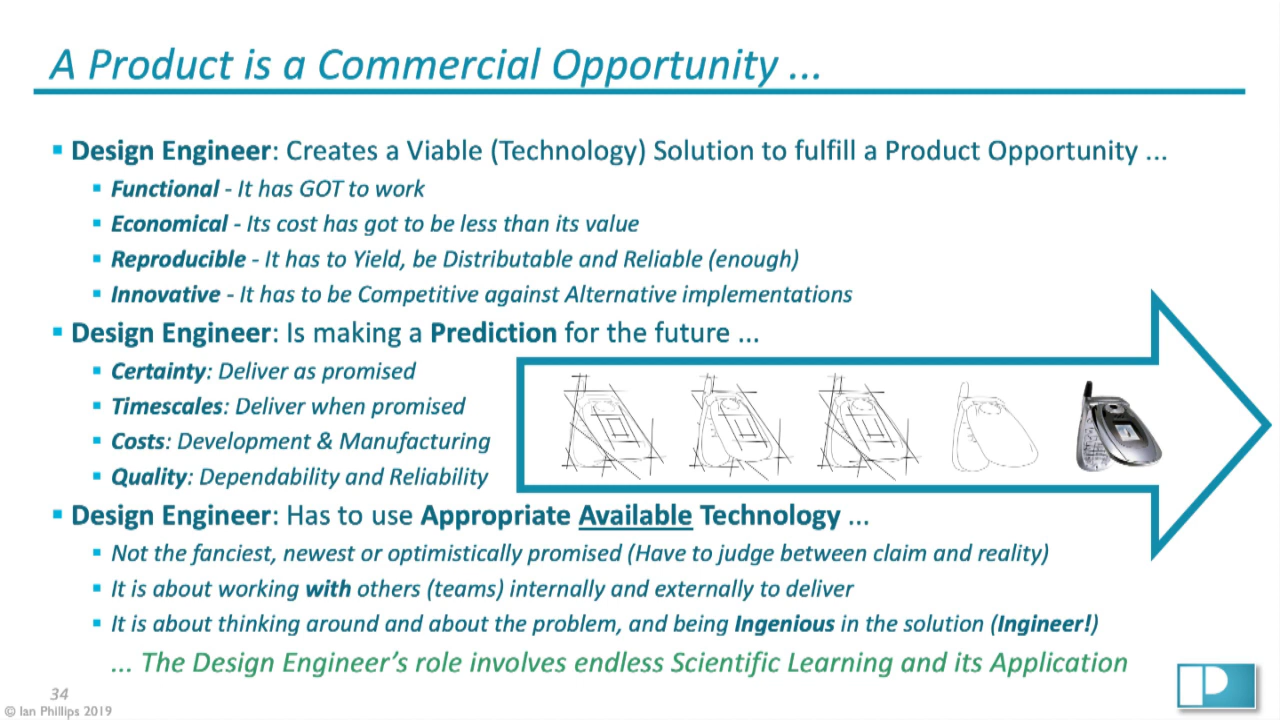 A Product is a Commercial Opportunity ...
Design Engineer: Creates a Viable (Technology) Solution to fulfill a Product Opportunity ...
Functional - It has GOT to work
Economical - Its cost has got to be less than its value
Reproducible - It has to Yield, be Distributable and Reliable (enough)
Innovative - It has to be Competitive against Alternative implementations
Design Engineer: Is making a Prediction for the future ...
Certainty: Deliver as promised
Timescales: Deliver when promised
Costs: Development & Manufacturing
Quality: Dependability and Reliability
Design Engineer: Has to use Appropriate Available Technology ...
Not the fanciest, newest or optimistically promised (Have to judge between claim and reality)
It is about working with others (teams) internally and externally to deliver
It is about thinking around and about the problem, and being Ingenious in the solution (Ingineer!)
... The Design Engineer’s role involves endless Scientific Learning and its Application
34
© Ian Phillips 2019
P